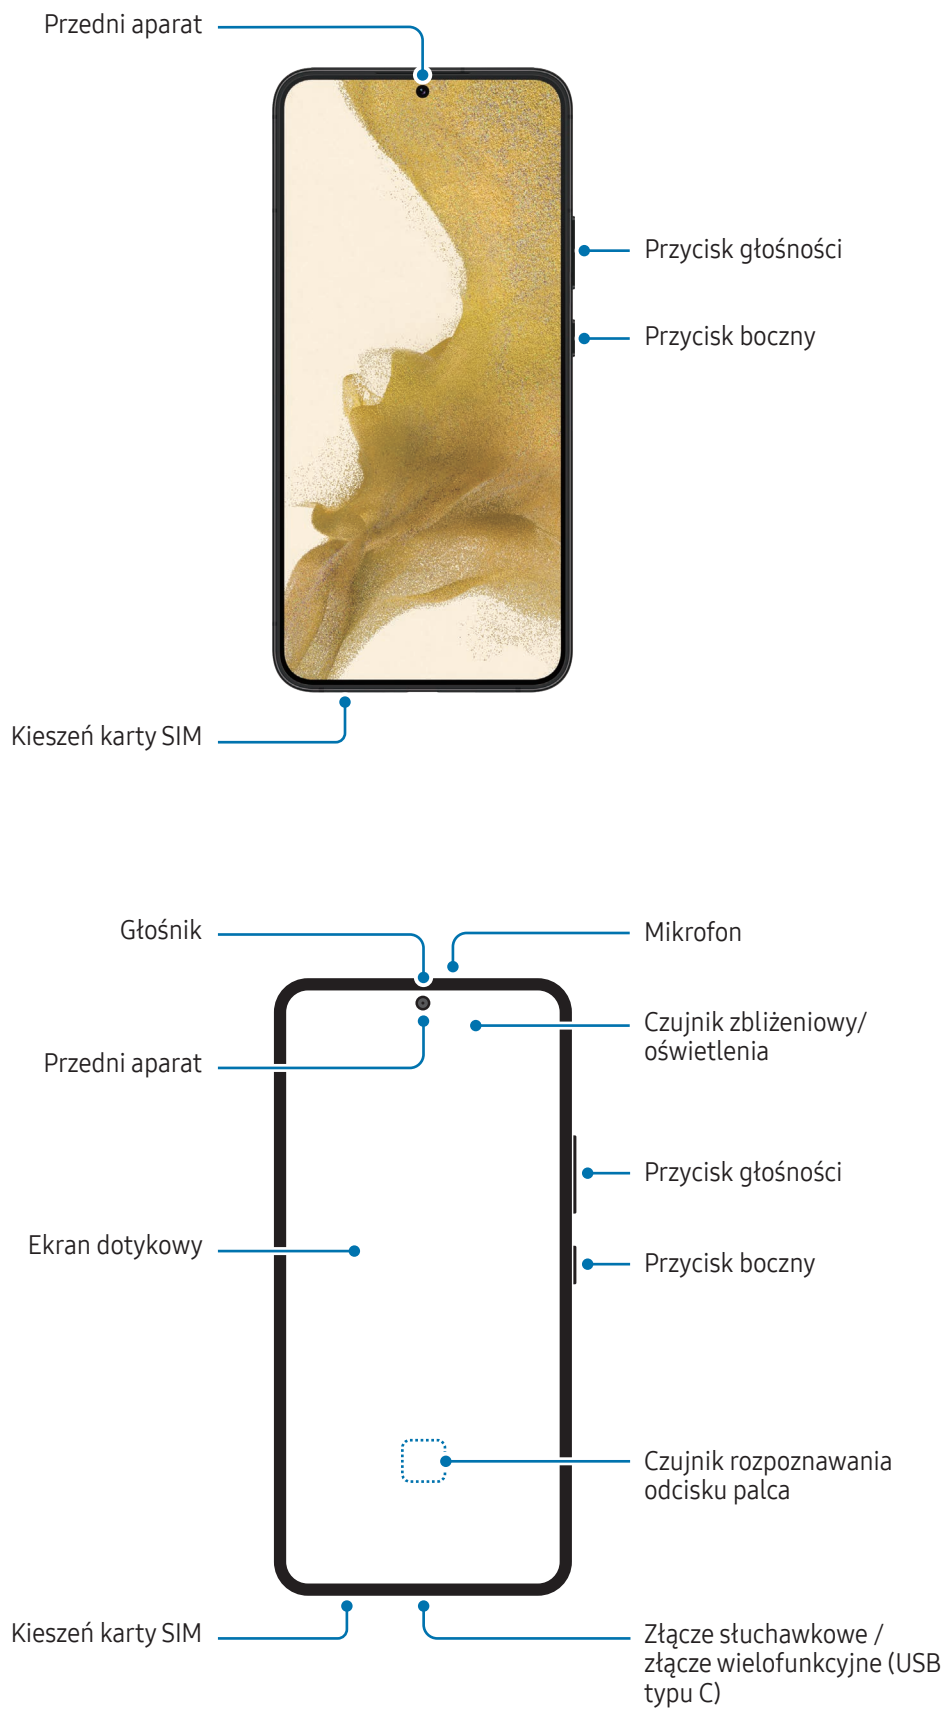 Przedni aparat
Przycisk głośności
Przycisk boczny
Kieszeń karty SIM
Głośnik
Mikrofon
Czujnik zbliżeniowy/
oświetlenia
Przedni aparat
Przycisk głośności
Ekran dotykowy
Przycisk boczny
Czujnik rozpoznawania
odcisku palca
Kieszeń karty SIM
Złącze słuchawkowe /
złącze wielofunkcyjne (USB
typu C)